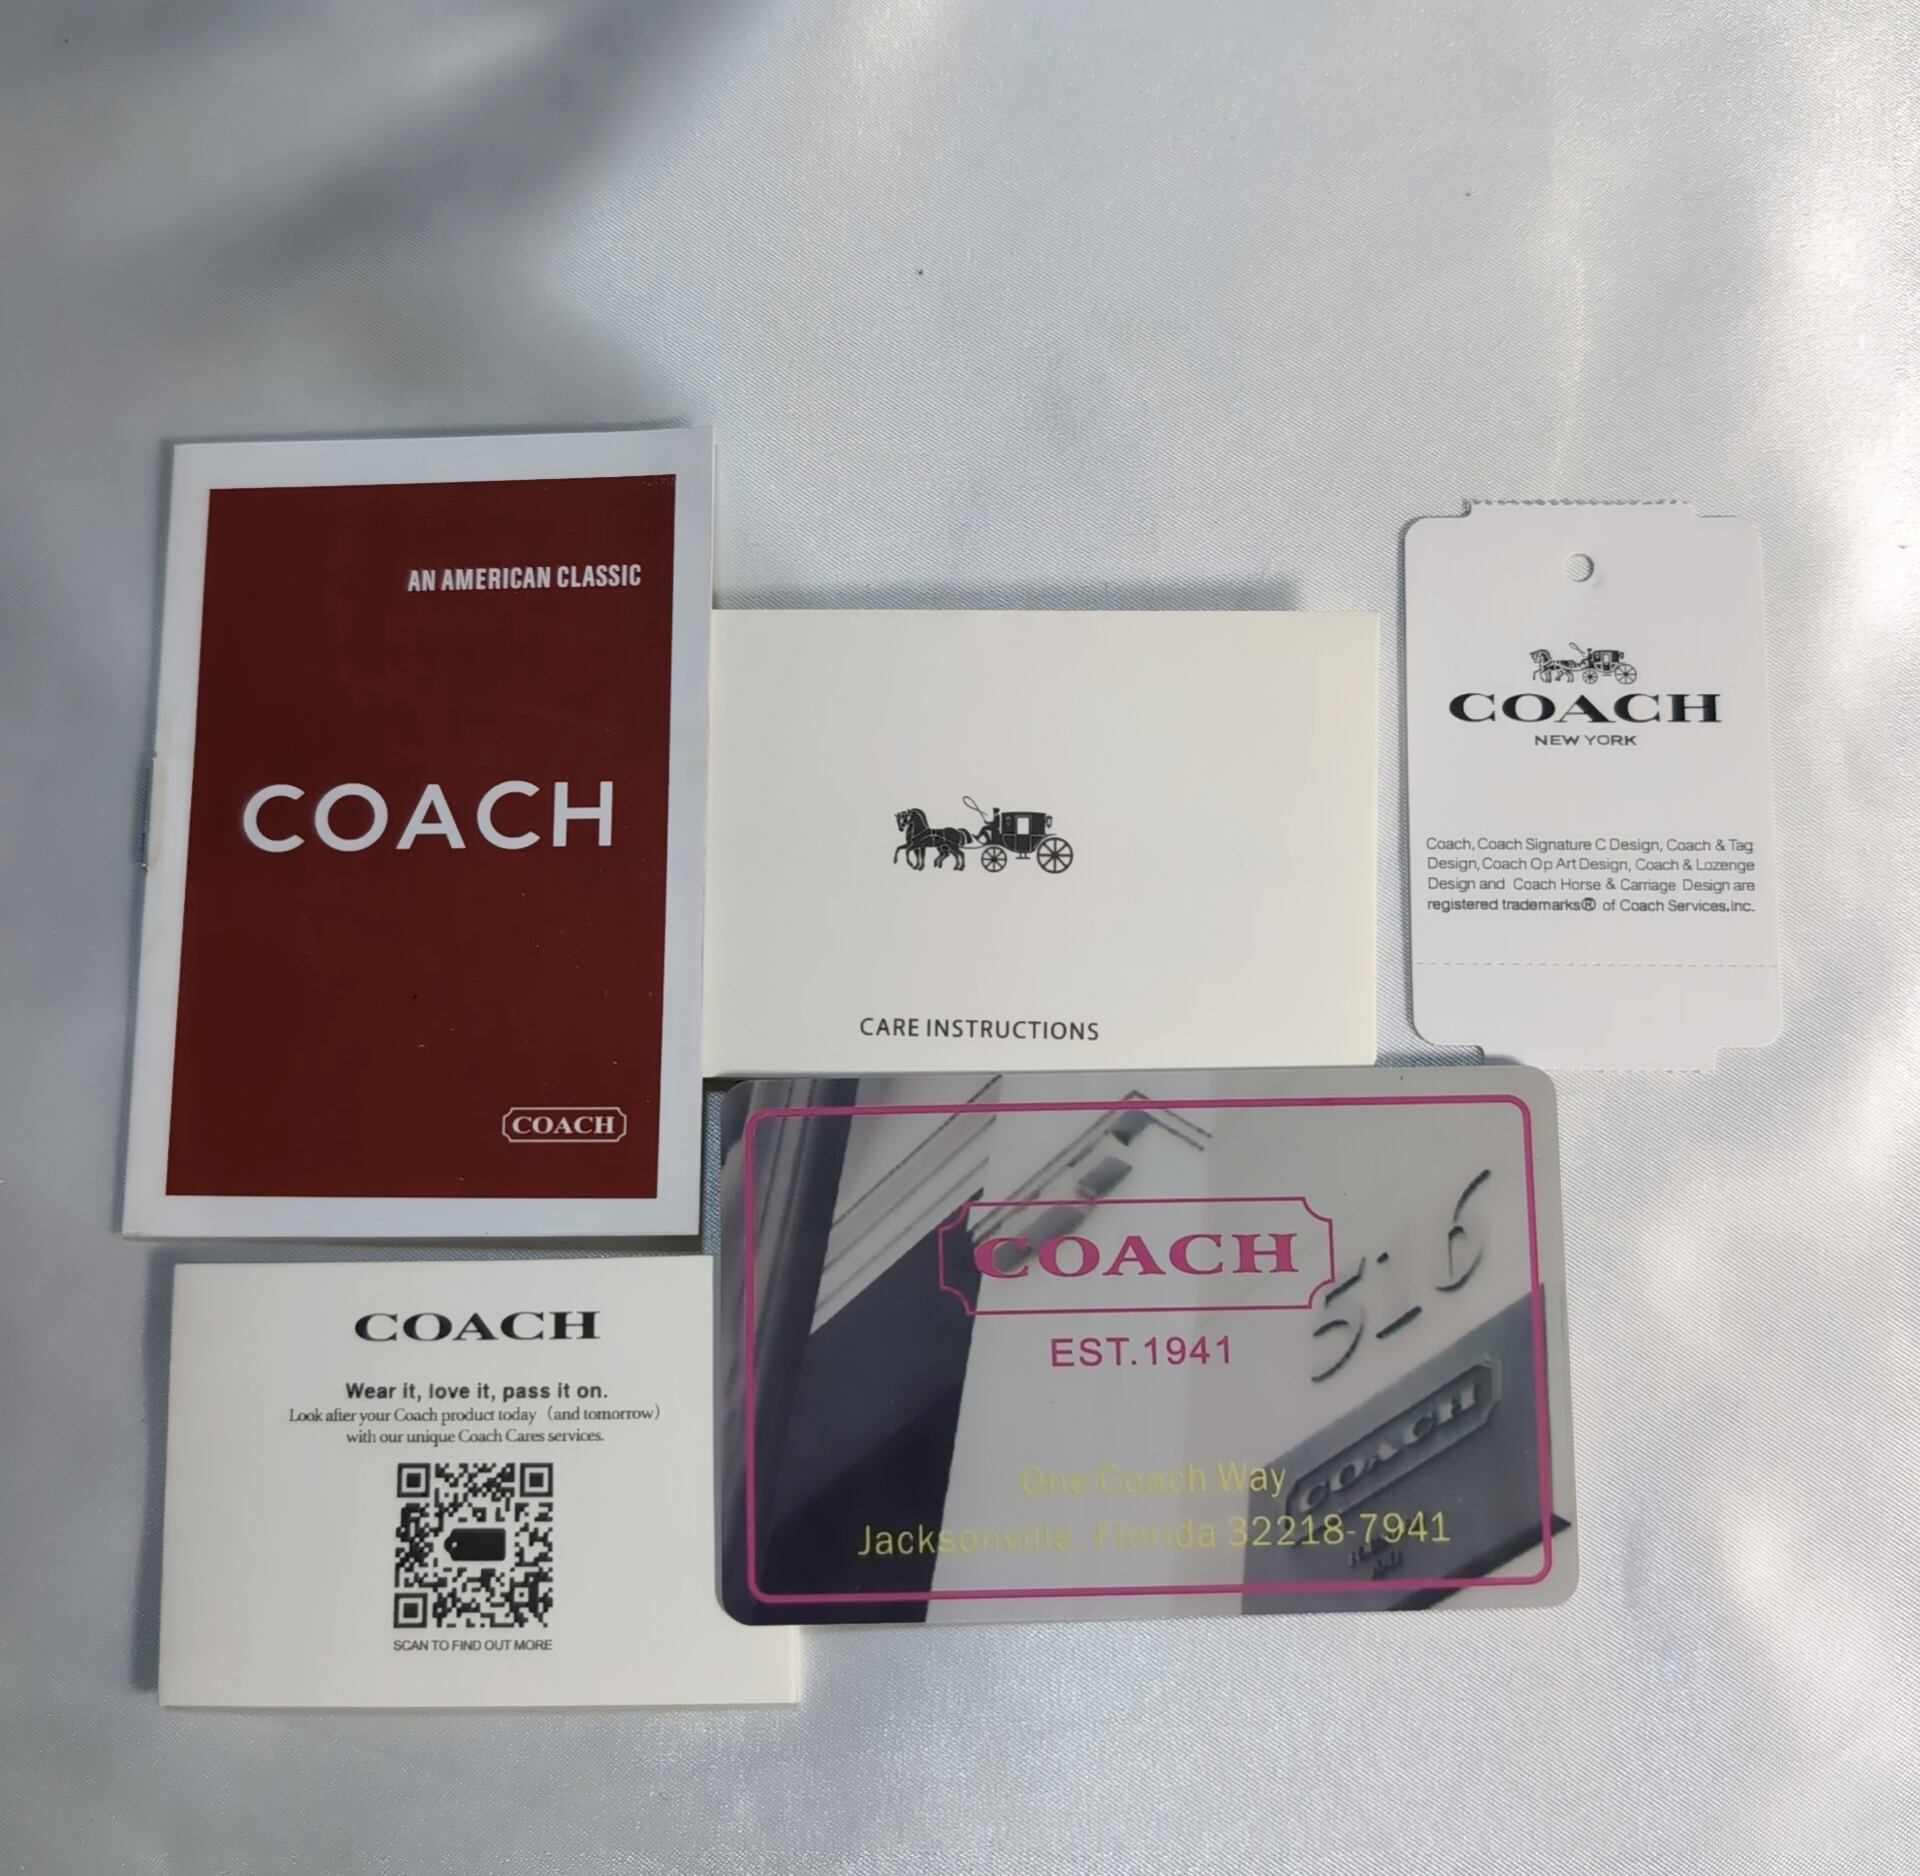 AN AMERICAN CLASSIC
COACH
COACH
CARE INSTRUCTIONS
COACH
NEW YORK
Coach, Coach Signature C Design, Coach & Tag
Design, Coach Op Art Design, Coach & Lozenge
Design and Coach Horse & Carriage Design are
registered trademarks® of Coach Services, Inc.
COACH
Wear it, love it, pass it on.
Look after your Coach product today (and tomorrow)
with our unique Coach Cares services.
SCAN TO FIND OUT MORE
COACH
EST.1941
516
COACH
One Coach Way
Jacksonville, Florida 32218-7941